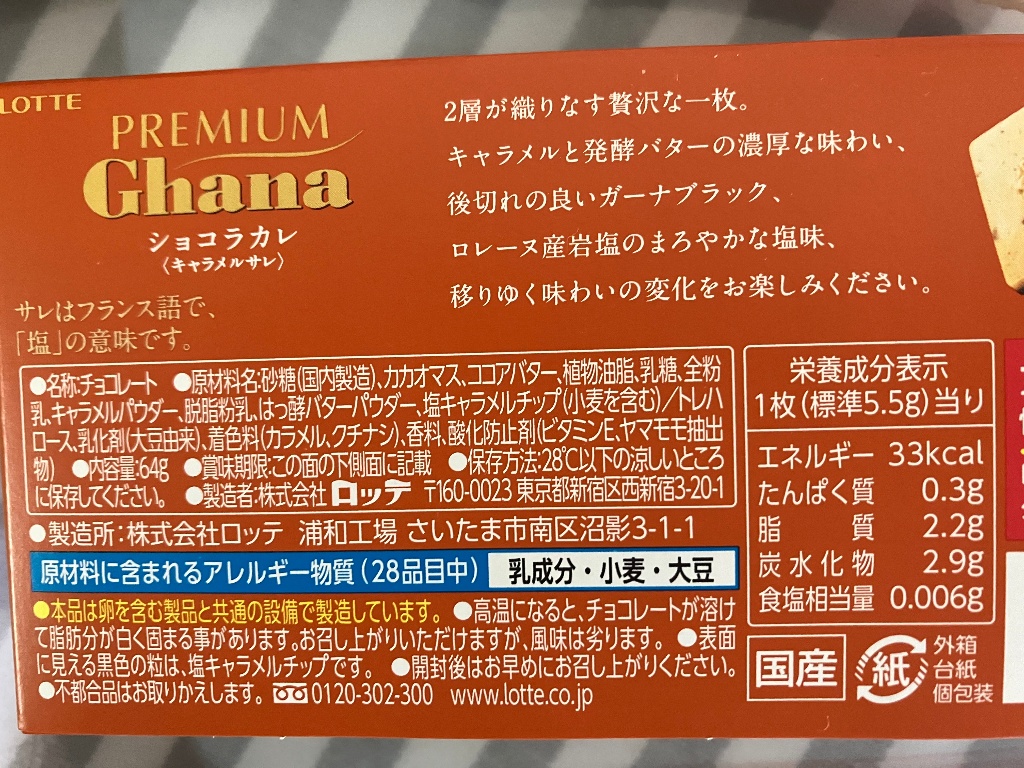 LOTTE
PREMIUM
Ghana
ショコラカレ
〈キャラメルサレ〉
サレはフランス語で、
「塩」の意味です。
2層が織りなす贅沢な一枚。
キャラメルと発酵バターの濃厚な味わい、
後切れの良いガーナブラック、
ロレーヌ産岩塩のまろやかな塩味、
移りゆく味わいの変化をお楽しみください。
●名称:チョコレート ●原材料名:砂糖(国内製造)、カカオマス、ココアバター、植物油脂、乳糖、全粉
乳、キャラメルパウダー、脱脂粉乳、はっ酵バターパウダー、塩キャラメルチップ(小麦を含む)／トレハ
ロース、乳化剤(大豆由来)、着色料(カラメル、クチナシ)、香料、酸化防止剤(ビタミンE、ヤマモモ抽出
物) ●内容量:64g ●賞味期限:この面の下側面に記載 ●保存方法:28℃以下の涼しいところ
に保存してください。 ●製造者:株式会社ロッテ 〒160-0023 東京都新宿区西新宿3-20-1
●製造所:株式会社ロッテ 浦和工場 さいたま市南区沼影3-1-1
原材料に含まれるアレルギー物質(28品目中) 乳成分・小麦・大豆
●本品は卵を含む製品と共通の設備で製造しています。 ●高温になると、チョコレートが溶け
て脂肪分が白く固まる事があります。お召し上がりいただけますが、風味は劣ります。 ●表面
に見える黒色の粒は、塩キャラメルチップです。 ●開封後はお早めにお召し上がりください。
●不都合品はお取りかえします。 0120-302-300 www.lotte.co.jp
栄養成分表示
1枚(標準5.5g)当り
エネルギー 33kcal
たんぱく質 0.3g
脂質 2.2g
炭水化物 2.9g
食塩相当量 0.006g
国産
紙
外箱
台紙
個包装